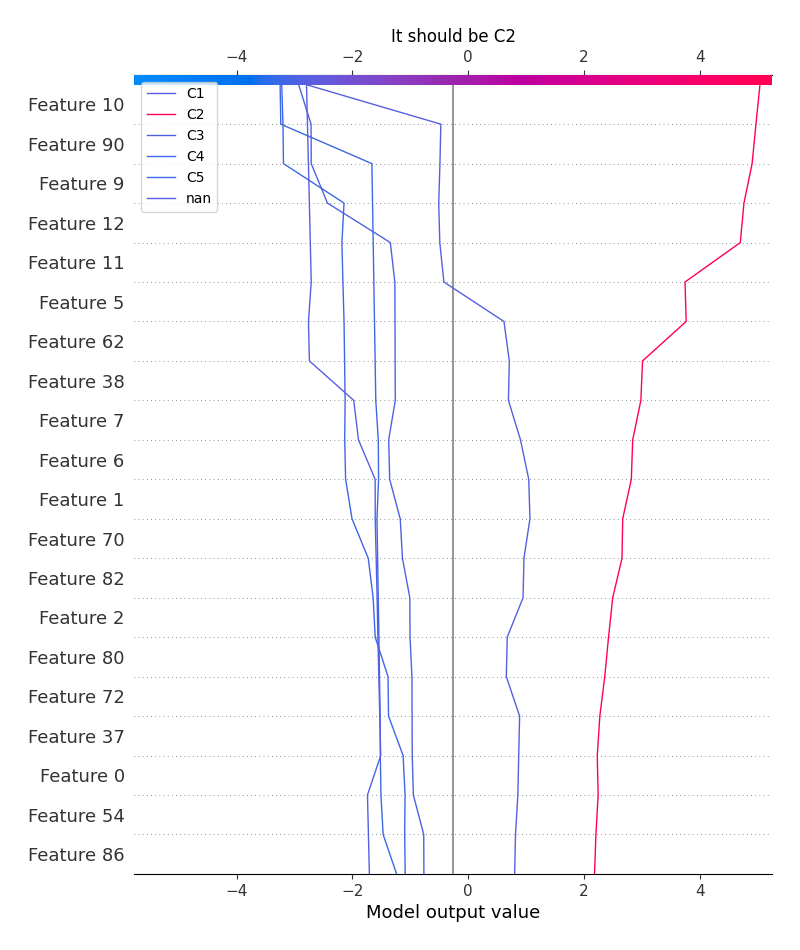 It should be C2
−4 −2 0 2 4
C1
C2
C3
C4
C5
nan
Feature 10
Feature 90
Feature 9
Feature 12
Feature 11
Feature 5
Feature 62
Feature 38
Feature 7
Feature 6
Feature 1
Feature 70
Feature 82
Feature 2
Feature 80
Feature 72
Feature 37
Feature 0
Feature 54
Feature 86
−4 −2 0 2 4
Model output value